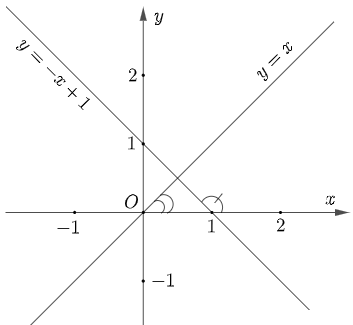 y
y = −x + 1
y = x
2
1
O
x
−1
1
2
−1